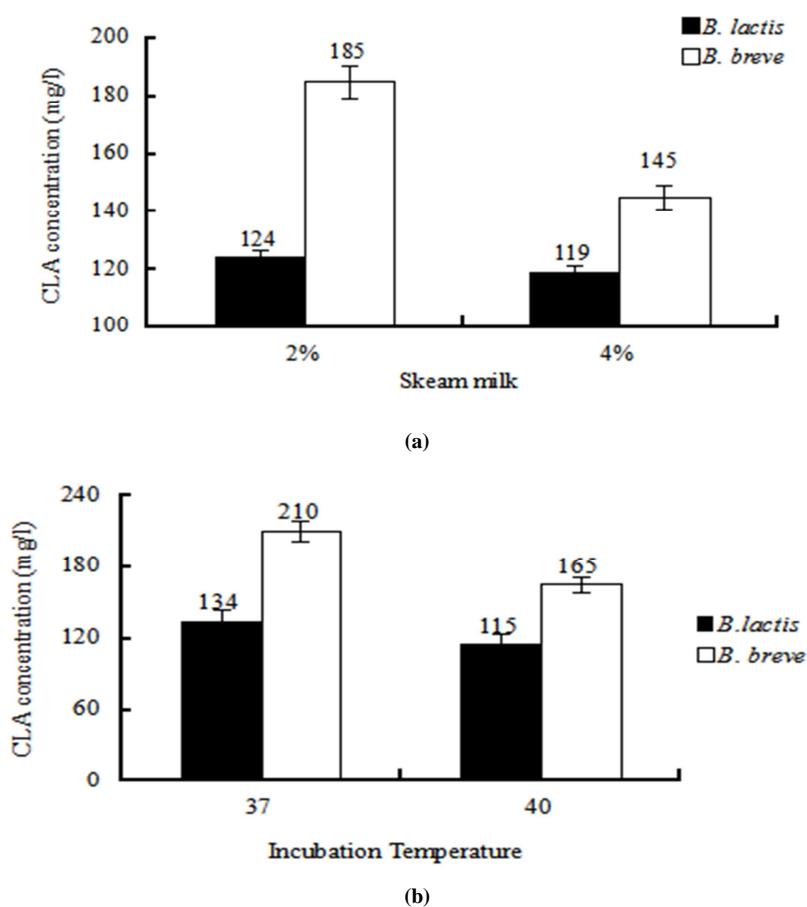 200
180
160
140
120
100
CLA concentration (mg/l)
B. lactis
B. breve
124
185
119
145
2%
4%
Skeam milk
(a)
240
180
120
60
0
CLA concentration (mg/l)
134
210
115
165
B.lactis
B. breve
37
40
Incubation Temperature
(b)